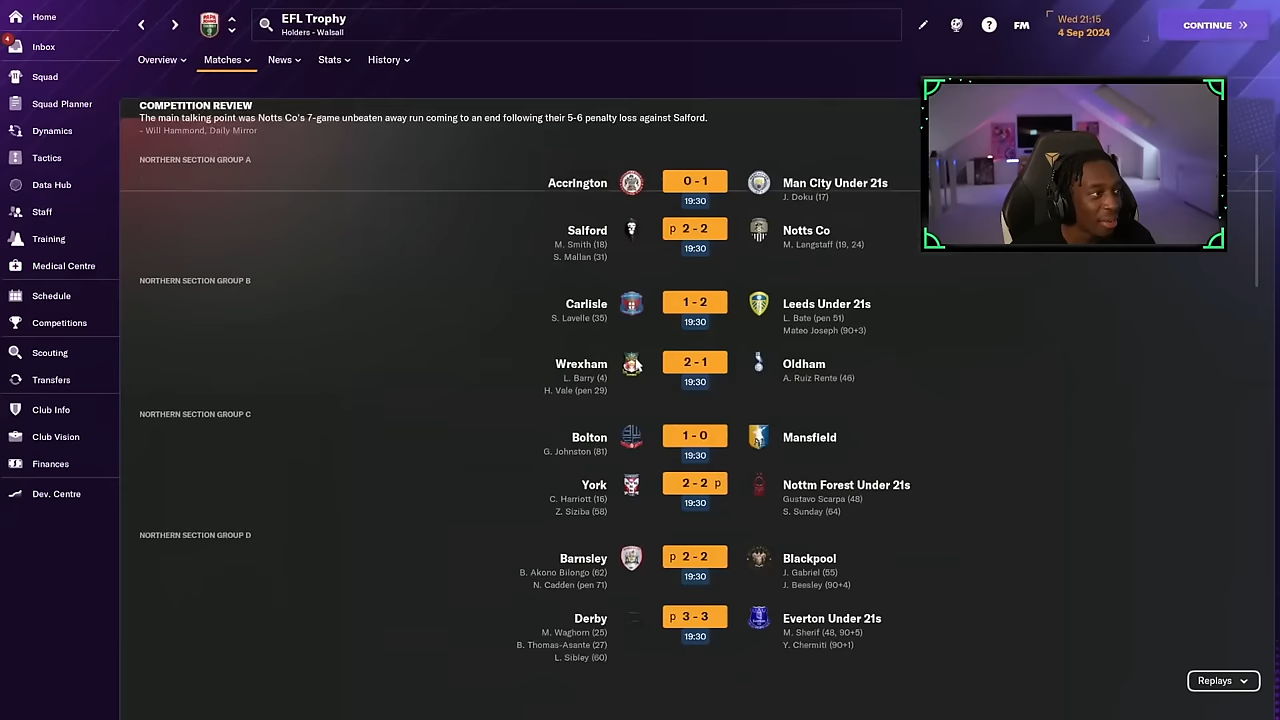 Home
EFL Trophy
Holders - Walsall
FM
Wed 21:15
4 Sep 2024
CONTINUE
4
Inbox
Overview
Matches
News
Stats
History
Squad
Squad Planner
Dynamics
Tactics
Data Hub
Staff
Training
Medical Centre
Schedule
Competitions
Scouting
Transfers
Club Info
Club Vision
Finances
Dev. Centre
COMPETITION REVIEW
The main talking point was Notts Co's 7-game unbeaten away run coming to an end following their 5-6 penalty loss against Salford.
- Will Hammond, Daily Mirror
NORTHERN SECTION GROUP A
Accrington 0 - 1 Man City Under 21s
19:30 J. Doku (17)
Salford p 2 - 2 Notts Co
M. Smith (18) 19:30 M. Langstaff (19, 24)
S. Mallan (31)
NORTHERN SECTION GROUP B
Carlisle 1 - 2 Leeds Under 21s
S. Lavelle (35) 19:30 L. Bate (pen 51)
Mateo Joseph (90+3)
Wrexham 2 - 1 Oldham
L. Barry (4) 19:30 A. Ruiz Rente (46)
H. Vale (pen 29)
NORTHERN SECTION GROUP C
Bolton 1 - 0 Mansfield
G. Johnston (81) 19:30
York 2 - 2 p Nottm Forest Under 21s
C. Harriott (16) 19:30 Gustavo Scarpa (48)
Z. Siziba (58) S. Sunday (64)
NORTHERN SECTION GROUP D
Barnsley p 2 - 2 Blackpool
B. Akono Bilongo (62) 19:30 J. Gabriel (55)
N. Cadden (pen 71) J. Beesley (90+4)
Derby p 3 - 3 Everton Under 21s
M. Waghorn (25) 19:30 M. Sherif (48, 90+5)
B. Thomas-Asante (27) Y. Chermiti (90+1)
L. Sibley (60)
Replays